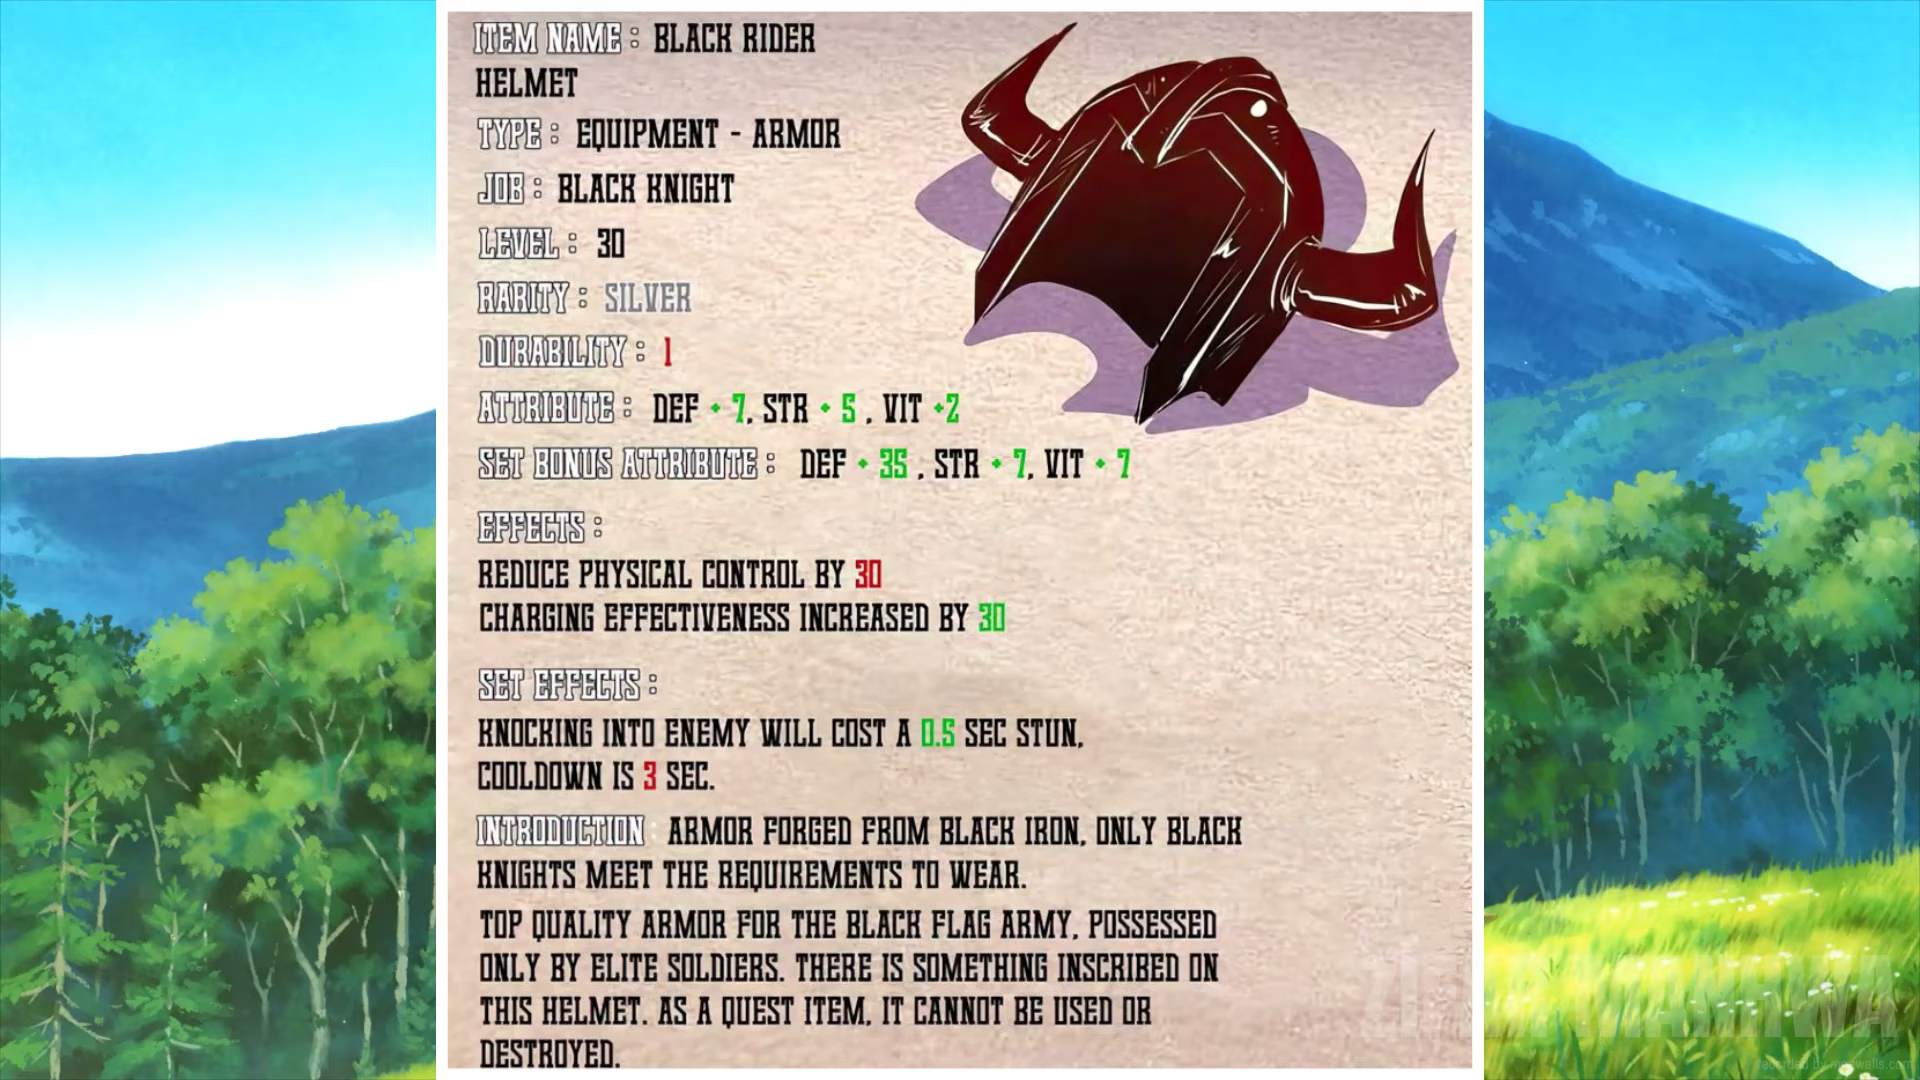 ITEM NAME : BLACK RIDER
HELMET
TYPE : EQUIPMENT - ARMOR
JOB : BLACK KNIGHT
LEVEL : 30
RARITY : SILVER
DURABILITY : 1
ATTRIBUTE : DEF + 7, STR + 5 , VIT +2
SET BONUS ATTRIBUTE : DEF + 35 , STR + 7, VIT + 7
EFFECTS :
REDUCE PHYSICAL CONTROL BY 30
CHARGING EFFECTIVENESS INCREASED BY 30
SET EFFECTS :
KNOCKING INTO ENEMY WILL COST A 0.5 SEC STUN,
COOLDOWN IS 3 SEC.
INTRODUCTION : ARMOR FORGED FROM BLACK IRON, ONLY BLACK
KNIGHTS MEET THE REQUIREMENTS TO WEAR.
TOP QUALITY ARMOR FOR THE BLACK FLAG ARMY, POSSESSED
ONLY BY ELITE SOLDIERS. THERE IS SOMETHING INSCRIBED ON
THIS HELMET. AS A QUEST ITEM, IT CANNOT BE USED OR
DESTROYED.
MANHWA